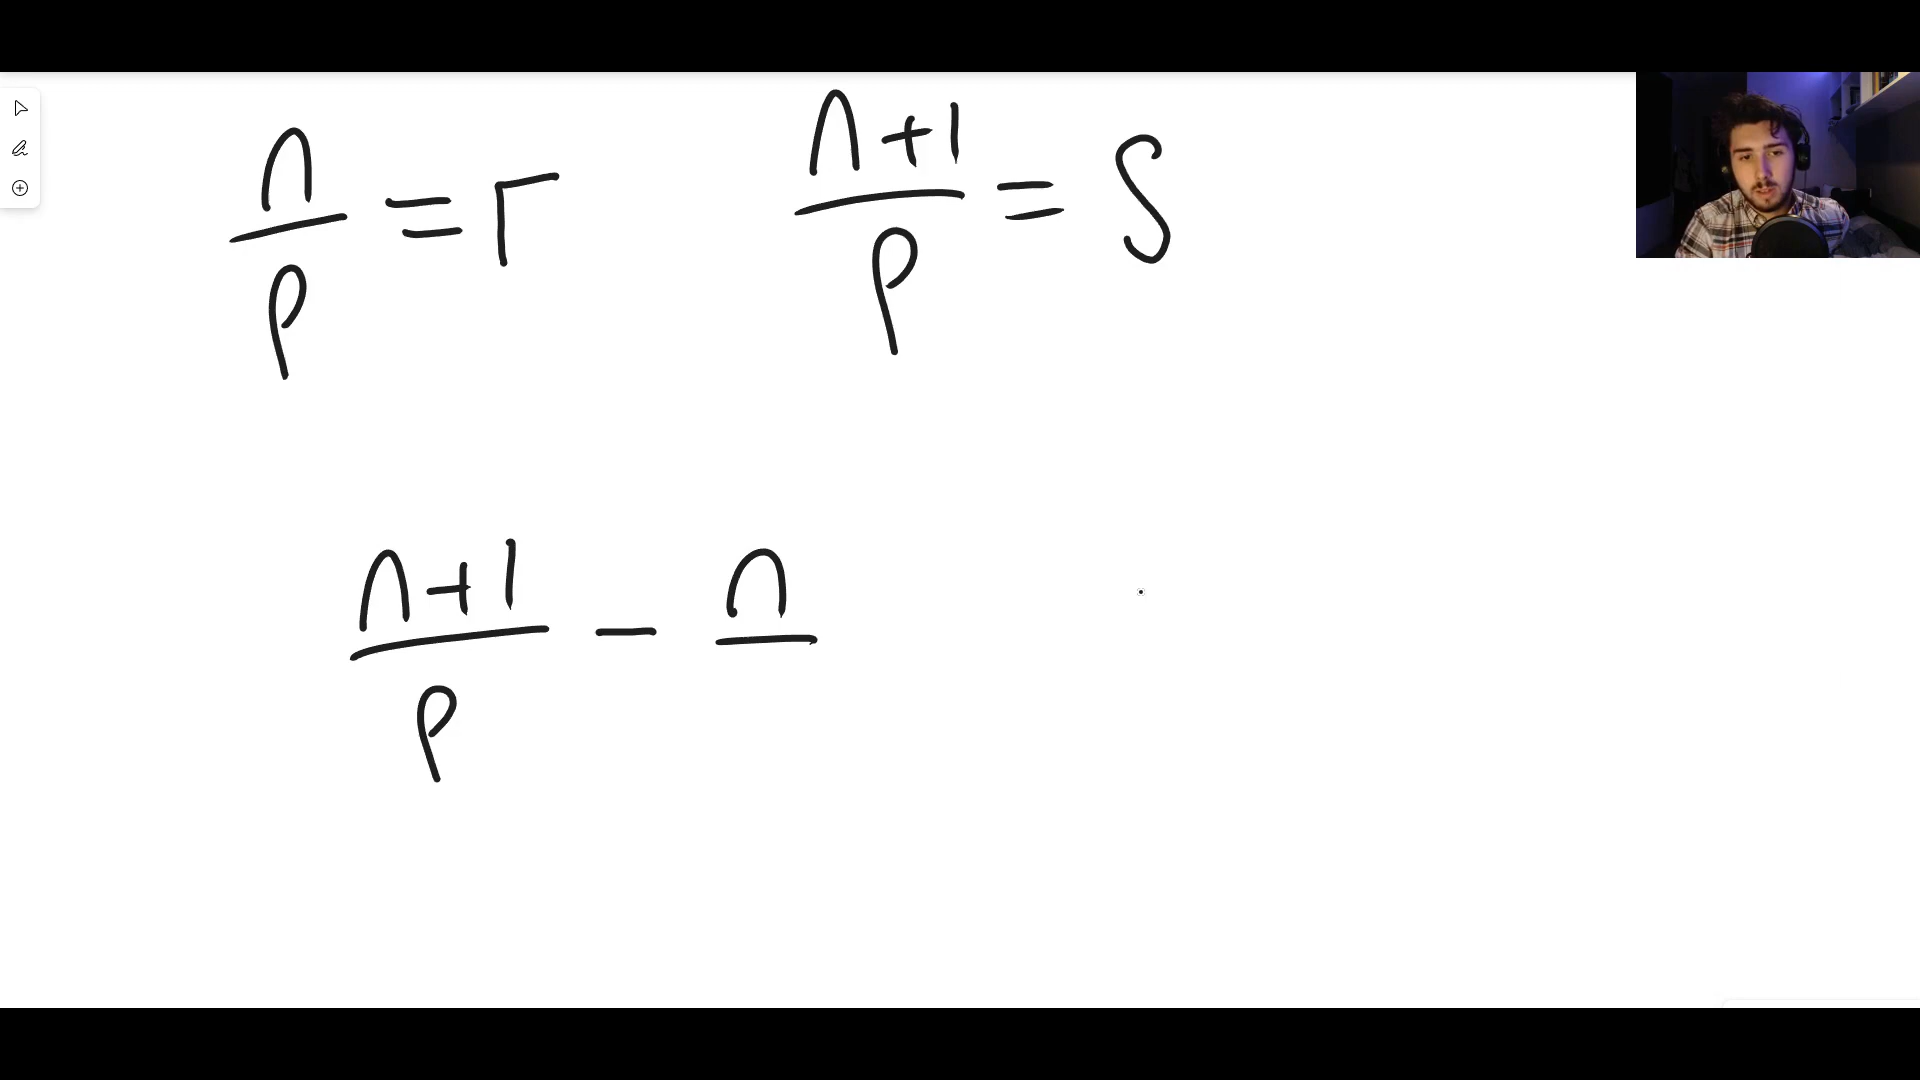 n/p = r
n+1/p = S
n+1/p - n/